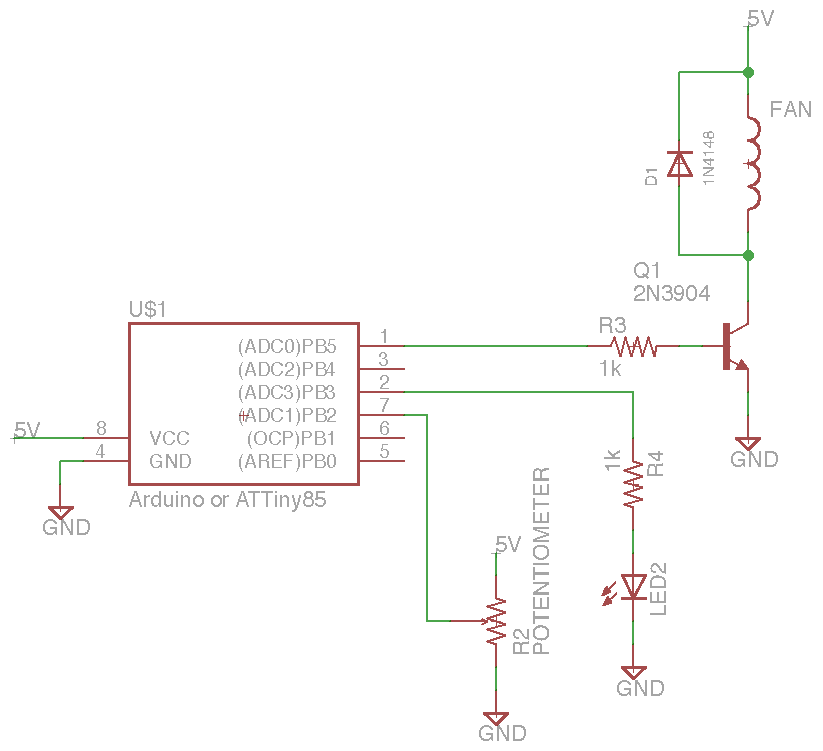 5V
FAN
D1
1N4148
Q1
2N3904
U$1
R3
1k
(ADC0)PB5
1
(ADC2)PB4
3
(ADC3)PB3
2
(ADC1)PB2
7
(OCP)PB1
6
(AREF)PB0
5
5V
8
VCC
4
GND
Arduino or ATTiny85
GND
GND
1k
R4
5V
R2
POTENTIOMETER
LED2
GND
GND